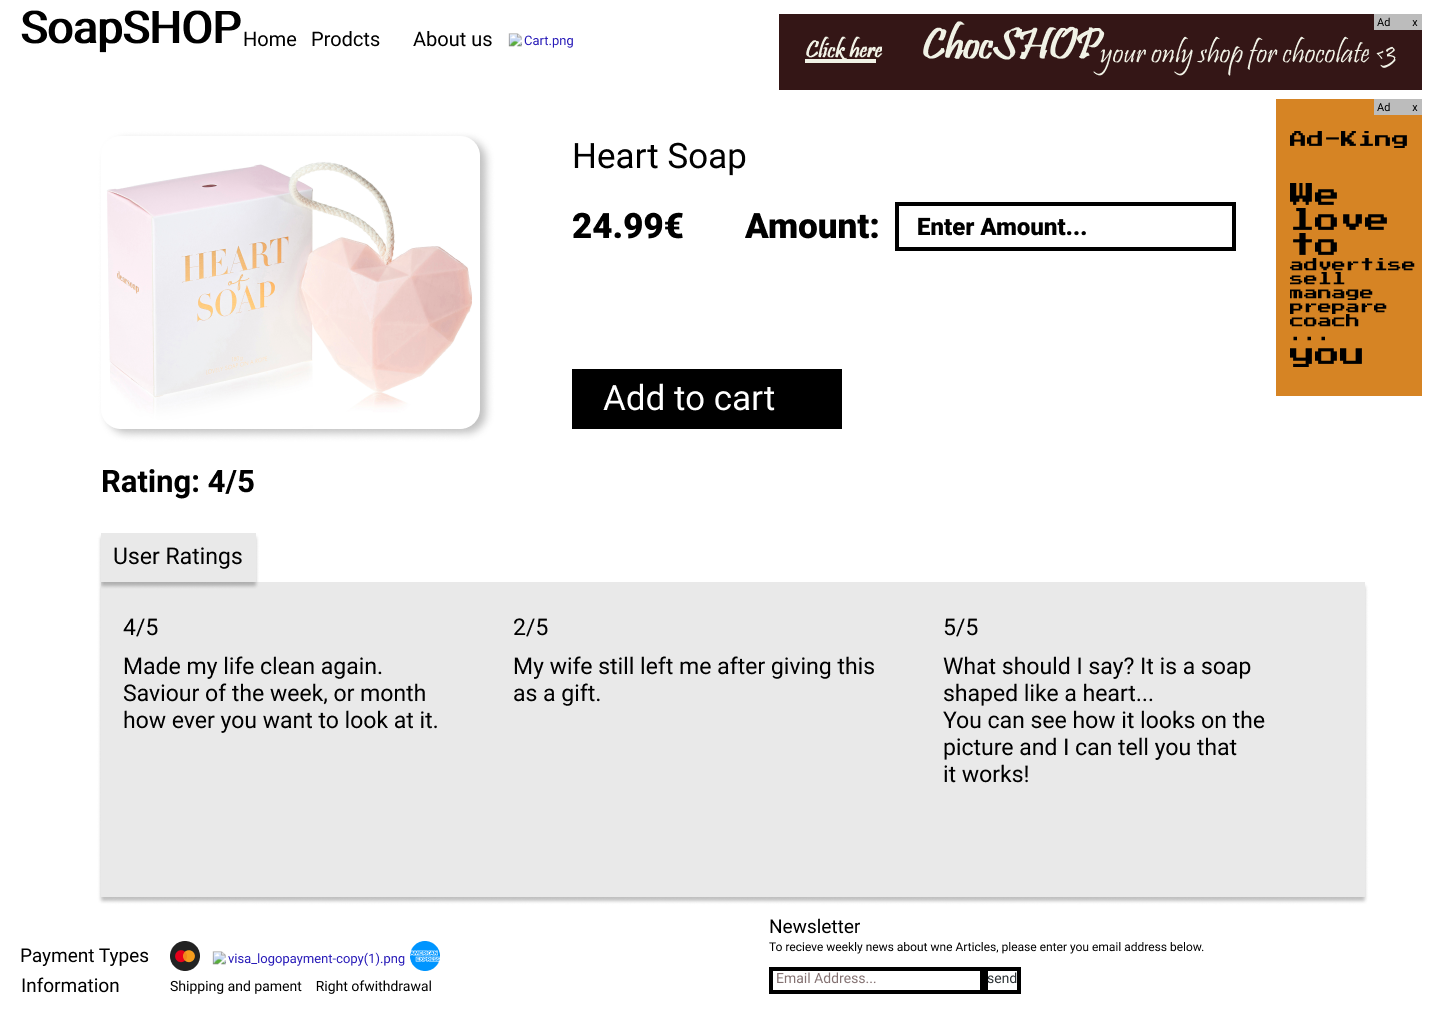 SoapSHOP
Home Prodcts About us Cart.png
Ad x
Click here ChocSHOP your only shop for chocolate <3
Ad x
Ad-King
We
love
to
advertise
sell
manage
prepare
coach
...
you
HEART
of
SOAP
dearsoap
Heart Soap
24.99€ Amount: Enter Amount...
Add to cart
Rating: 4/5
User Ratings
4/5
Made my life clean again.
Saviour of the week, or month
how ever you want to look at it.
2/5
My wife still left me after giving this
as a gift.
5/5
What should I say? It is a soap
shaped like a heart...
You can see how it looks on the
picture and I can tell you that
it works!
Payment Types visa_logopayment-copy(1).png AMERICAN
EXPRESS
Information Shipping and pament Right ofwithdrawal
Newsletter
To recieve weekly news about wne Articles, please enter you email address below.
Email Address... send